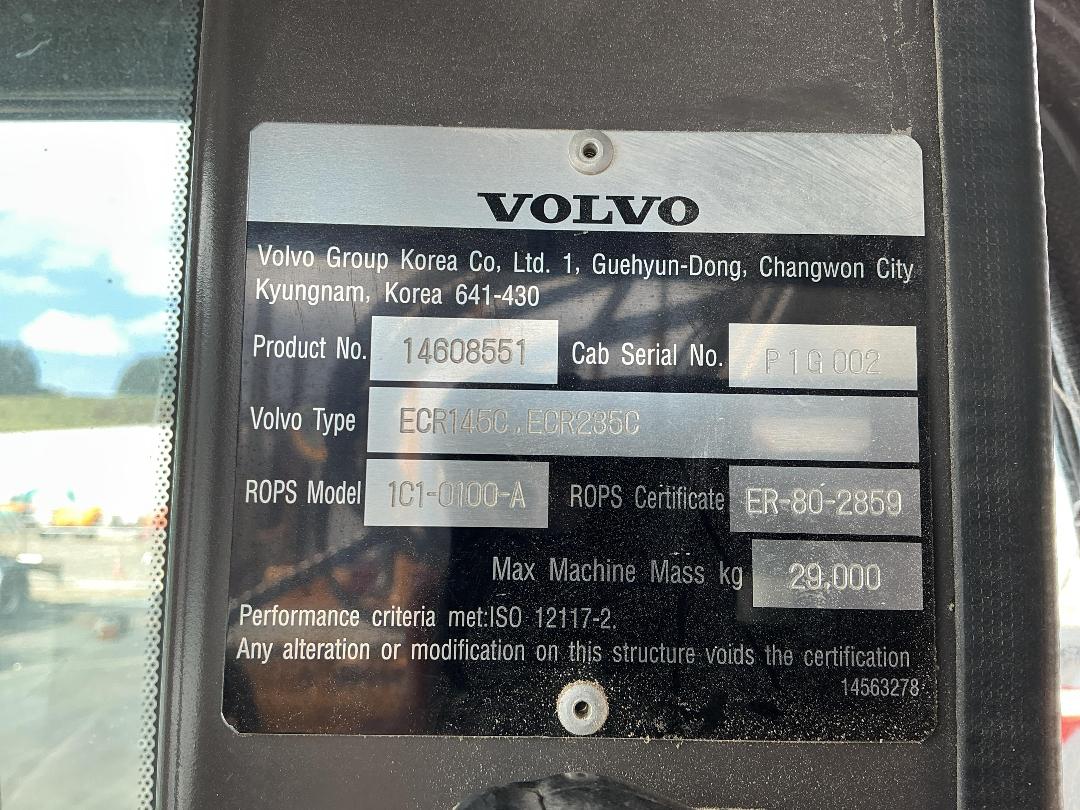 VOLVO
Volvo Group Korea Co, Ltd. 1, Guehyun-Dong, Changwon City
Kyungnam, Korea 641-430
Product No. 14608551 Cab Serial No. P1G002
Volvo Type ECR145C,ECR235C
ROPS Model 1C1-0100-A ROPS Certificate ER-80-2859
Max Machine Mass kg 29,000
Performance criteria met:ISO 12117-2.
Any alteration or modification on this structure voids the certification
14563278